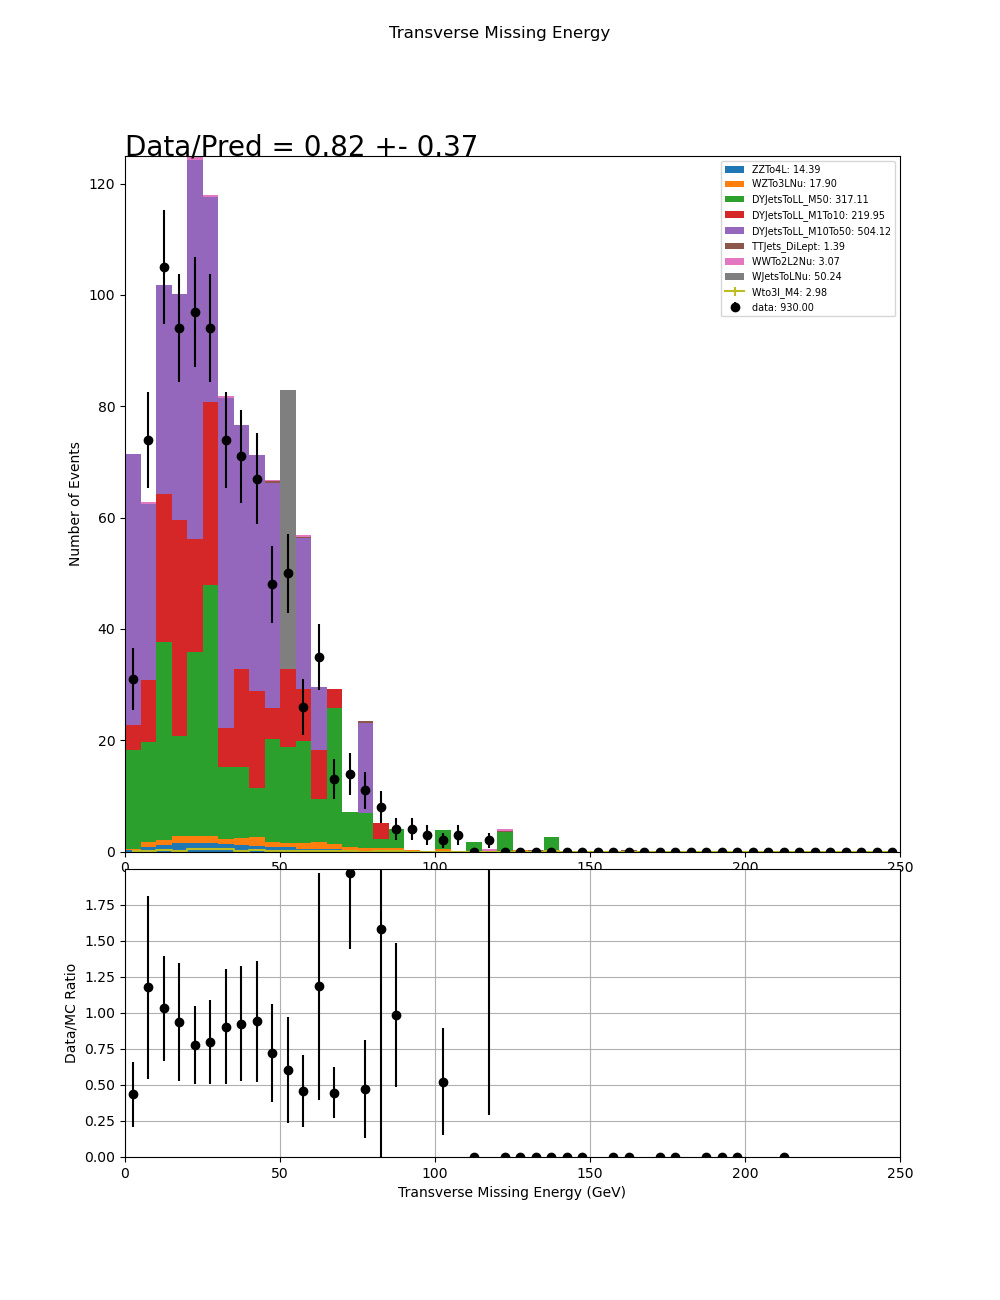 Transverse Missing Energy
Data/Pred = 0.82 +- 0.37
ZZTo4L: 14.39
WZTo3LNu: 17.90
DYJetsToLL_M50: 317.11
DYJetsToLL_M1To10: 219.95
DYJetsToLL_M10To50: 504.12
TTJets_DiLept: 1.39
WWTo2L2Nu: 3.07
WJetsToLNu: 50.24
Wto3l_M4: 2.98
data: 930.00
Number of Events
120
100
80
60
40
20
0
0 50 100 150 200 250
Data/MC Ratio
1.75
1.50
1.25
1.00
0.75
0.50
0.25
0.00
0 50 100 150 200 250
Transverse Missing Energy (GeV)